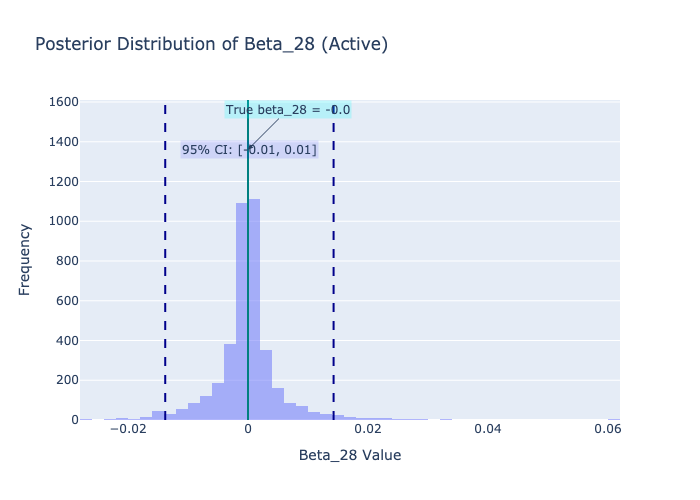 Posterior Distribution of Beta_28 (Active)
True beta_28 = -0.0
95% CI: [-0.01, 0.01]
1600
1400
1200
1000
800
600
400
200
0
Frequency
−0.02 0 0.02 0.04 0.06
Beta_28 Value